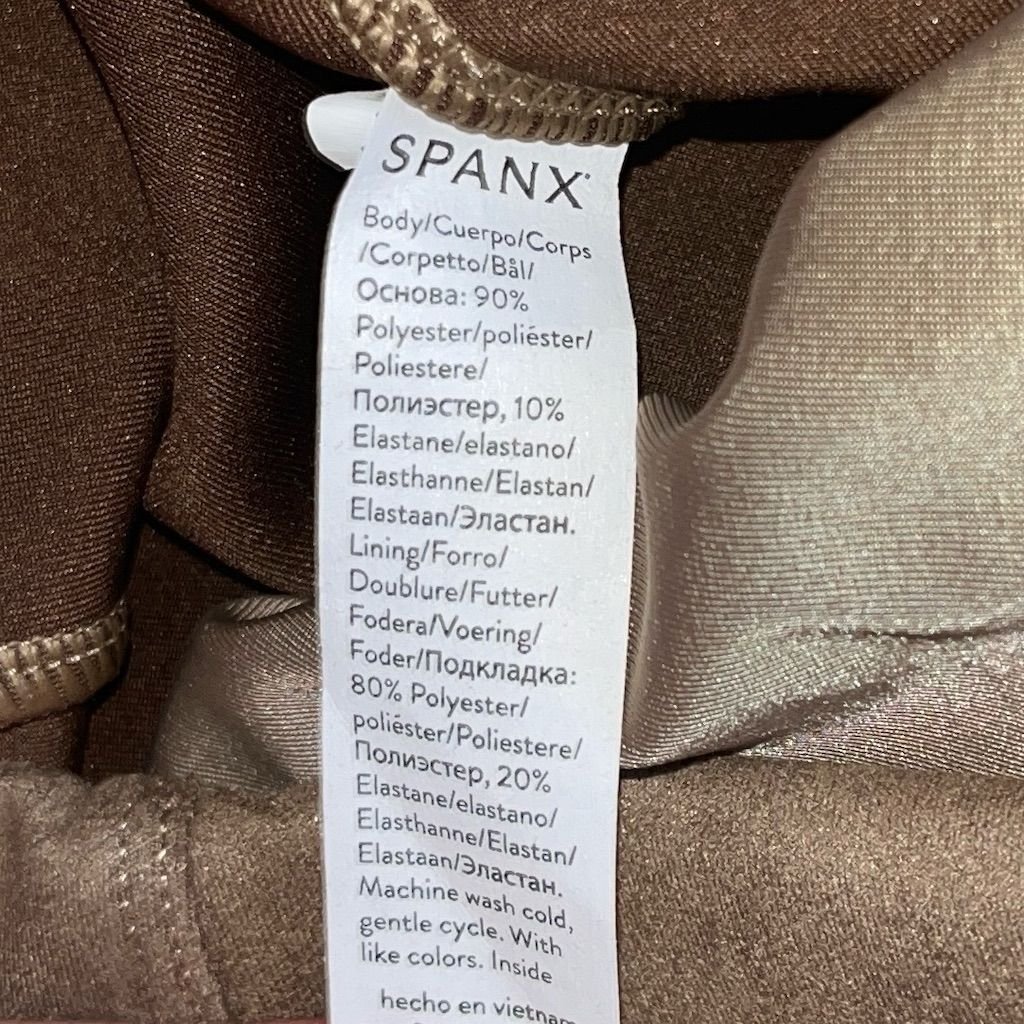 SPANX
Body/Cuerpo/Corps
/Corpetto/Bål/
Основа: 90%
Polyester/poliéster/
Poliestere/
Полиэстер, 10%
Elastane/elastano/
Elasthanne/Elastan/
Elastaan/Эластан.
Lining/Forro/
Doublure/Futter/
Fodera/Voering/
Foder/Подкладка:
80% Polyester/
poliéster/Poliestere/
Полиэстер, 20%
Elastane/elastano/
Elasthanne/Elastan/
Elastaan/Эластан.
Machine wash cold,
gentle cycle. With
like colors. Inside
hecho en vietnam